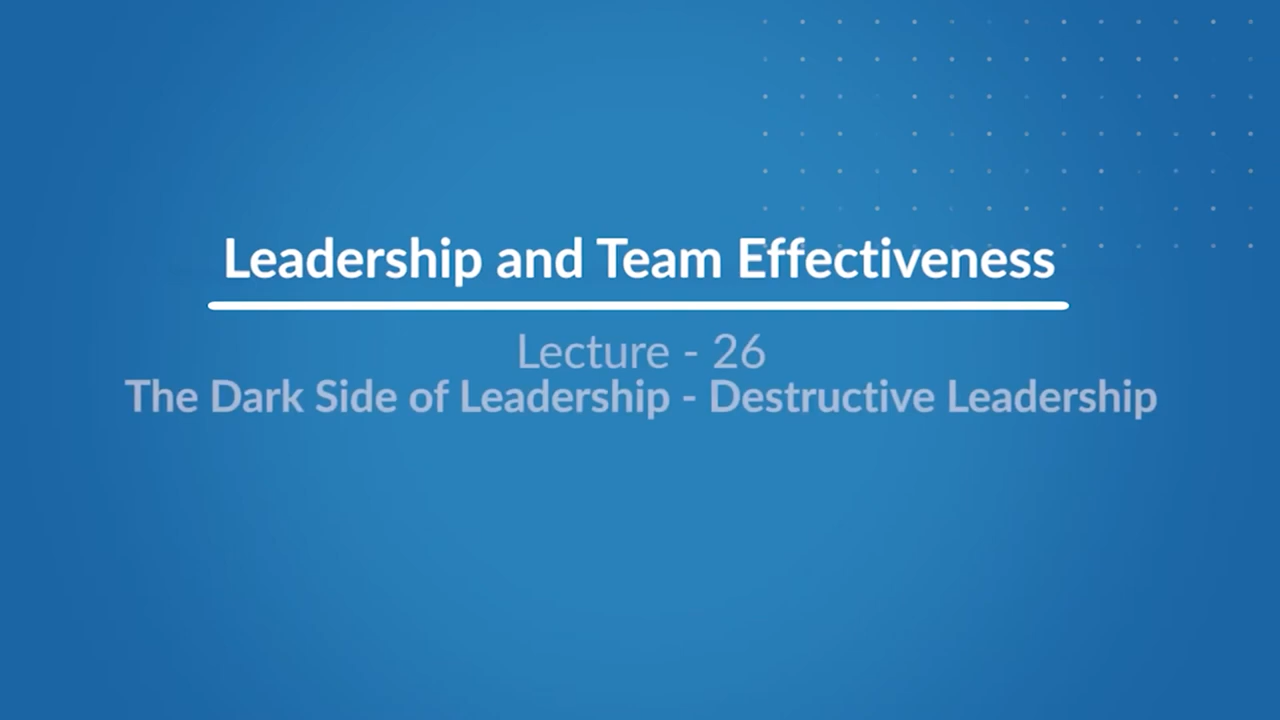 Leadership and Team Effectiveness
Lecture - 26
The Dark Side of Leadership - Destructive Leadership